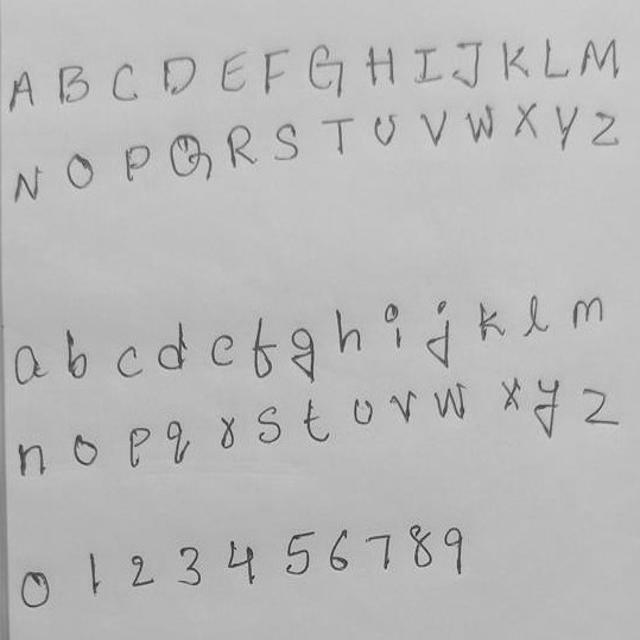 A B C D E F G H I J K L M
N O P Q R S T U V W X Y Z
a b c d e f g h i j k l m
n o p q r s t u v w x y z
0 1 2 3 4 5 6 7 8 9